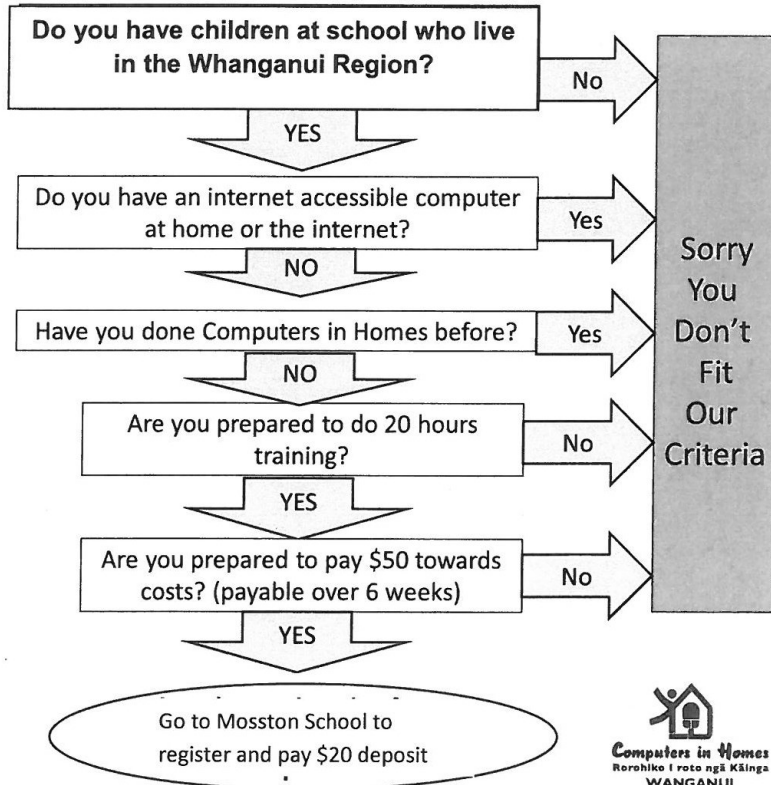 Do you have children at school who live
in the Whanganui Region?
No
YES
Do you have an internet accessible computer
at home or the internet?
Yes
NO
Have you done Computers in Homes before?
Yes
NO
Are you prepared to do 20 hours
training?
No
YES
Are you prepared to pay $50 towards
costs? (payable over 6 weeks)
No
YES
Sorry
You
Don't
Fit
Our
Criteria
Go to Mosston School to
register and pay $20 deposit
Computers in Homes
Rorohiko i roto ngā Kāinga
WANGANUI